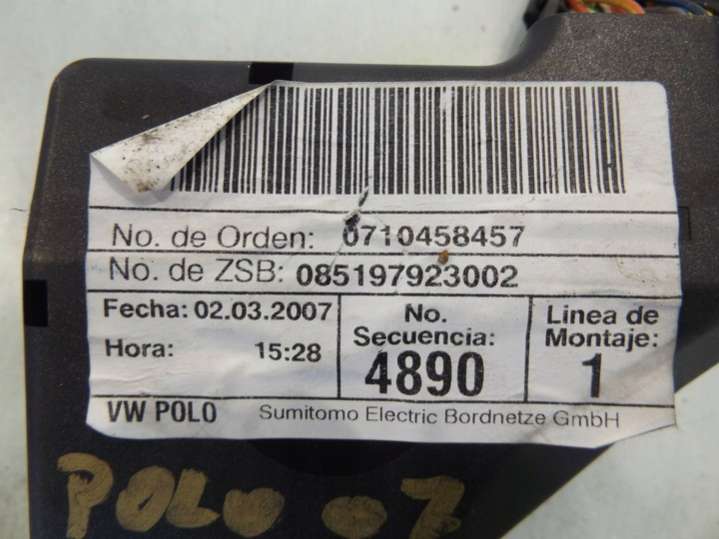 No. de Orden: 0710458457
No. de ZSB: 085197923002
Fecha: 02.03.2007
Hora: 15:28
No. Secuencia: 4890
Linea de Montaje: 1
VW POLO Sumitomo Electric Bordnetze GmbH
POLO 07